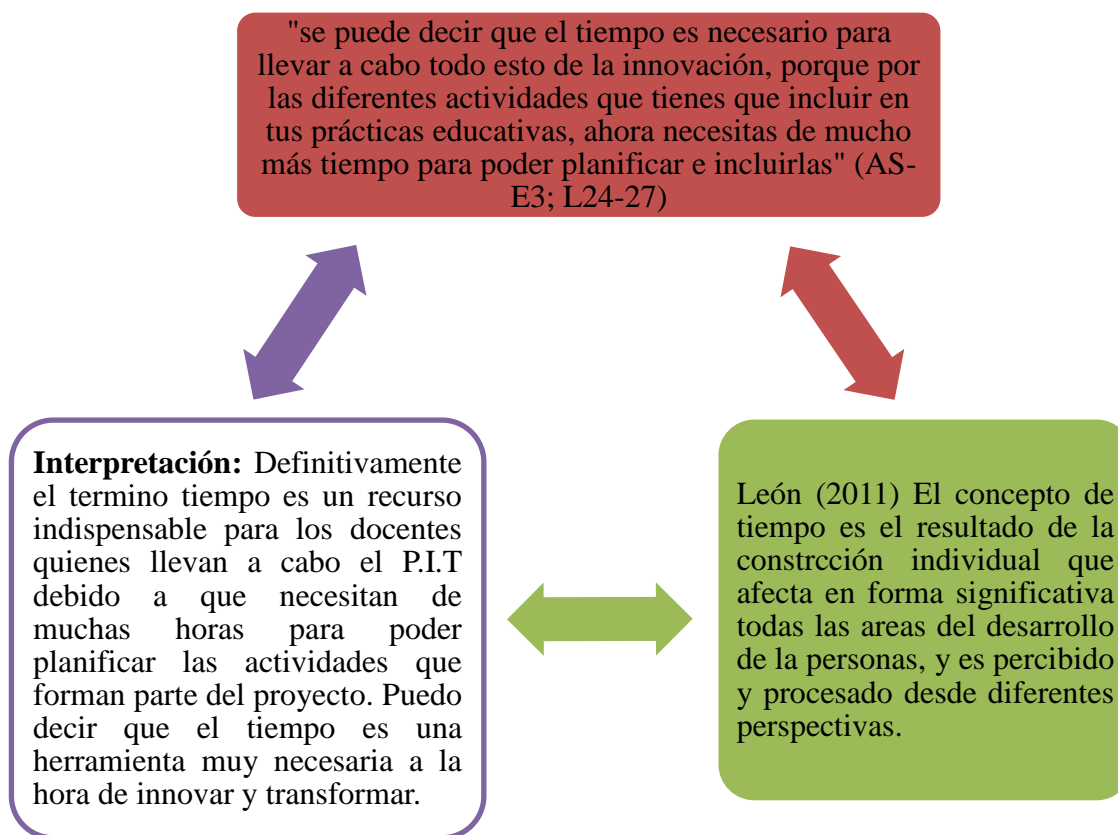 "se puede decir que el tiempo es necesario para
llevar a cabo todo esto de la innovación, porque por
las diferentes actividades que tienes que incluir en
tus prácticas educativas, ahora necesitas de mucho
más tiempo para poder planificar e incluirlas" (AS-
E3; L24-27)
Interpretación: Definitivamente
el termino tiempo es un recurso
indispensable para los docentes
quienes llevan a cabo el P.I.T
debido a que necesitan de
muchas horas para poder
planificar las actividades que
forman parte del proyecto. Puedo
decir que el tiempo es una
herramienta muy necesaria a la
hora de innovar y transformar.
León (2011) El concepto de
tiempo es el resultado de la
constrcción individual que
afecta en forma significativa
todas las areas del desarrollo
de la personas, y es percibido
y procesado desde diferentes
perspectivas.